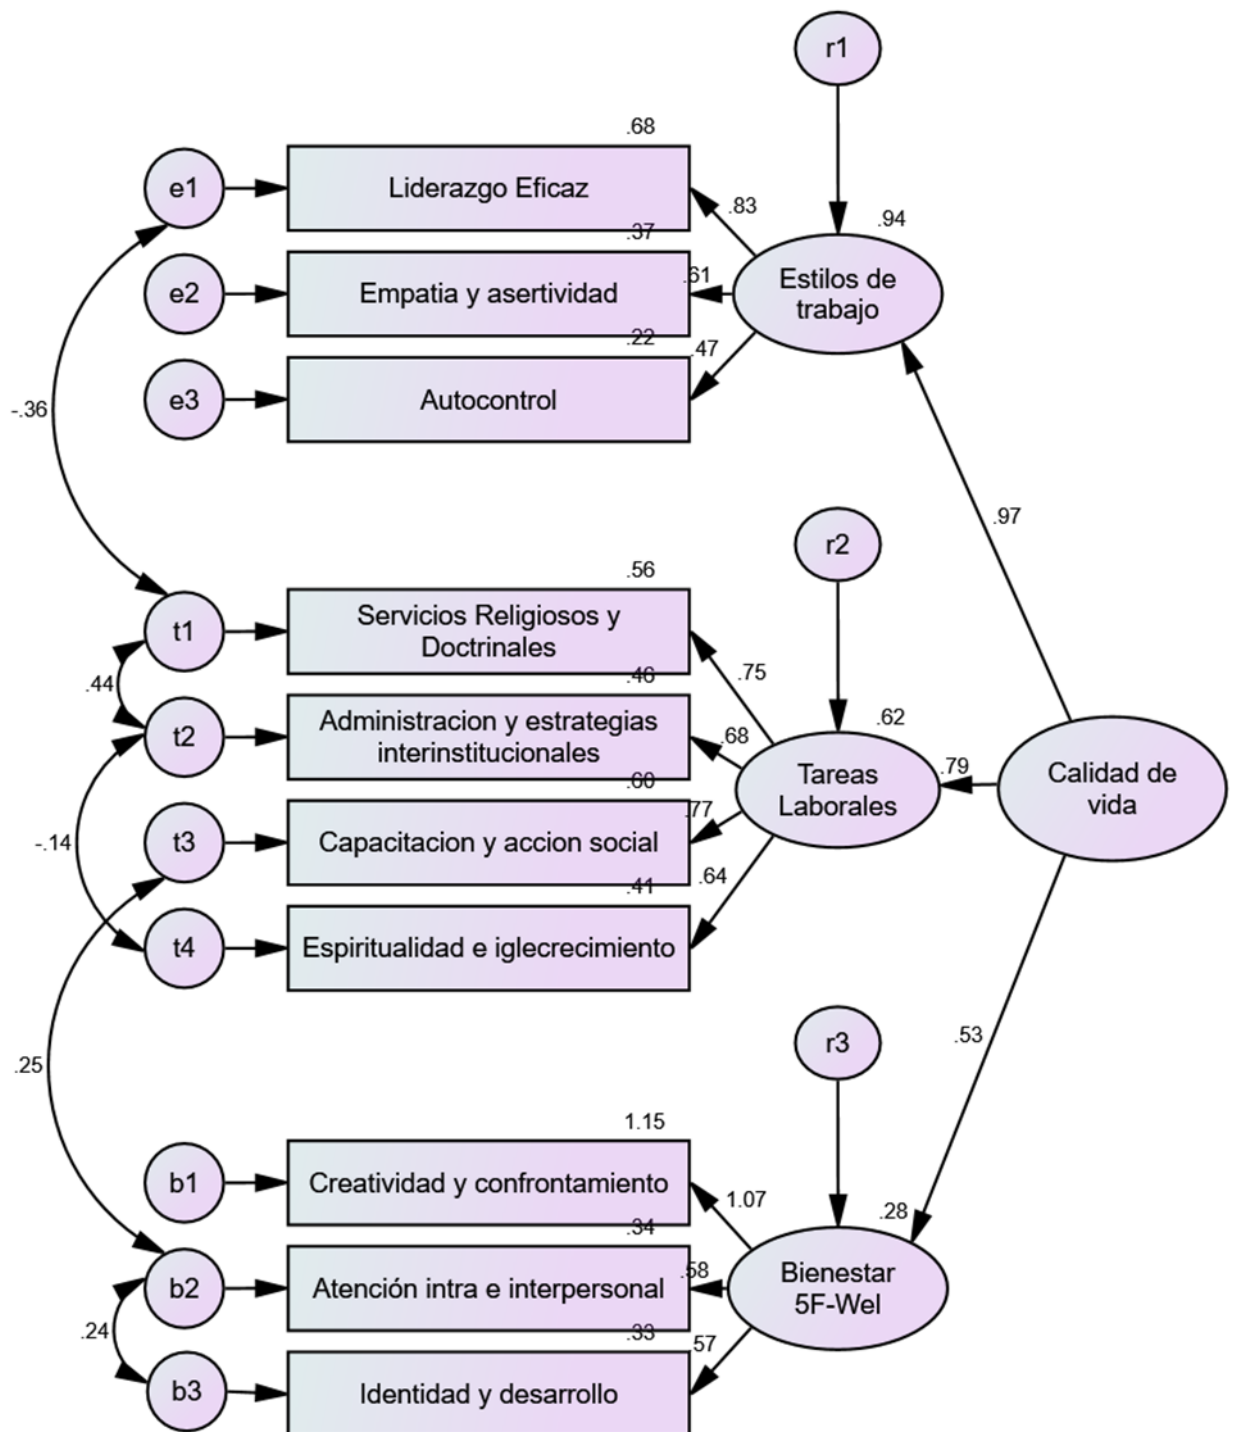 r1
.68
e1
Liderazgo Eficaz
.83
.94
.37
e2
Empatia y asertividad
.61
Estilos de
trabajo
.22
e3
Autocontrol
.47
-.36
.97
r2
.56
t1
Servicios Religiosos y
Doctrinales
.75
.44
.46
t2
Administracion y estrategias
interinstitucionales
.68
.62
.60
Tareas
Laborales
.79
Calidad de
vida
-.14
t3
Capacitacion y accion social
.77
.41
t4
Espiritualidad e iglecrecimiento
.64
.25
.53
r3
1.15
b1
Creatividad y confrontamiento
1.07
.28
.34
b2
Atención intra e interpersonal
.58
Bienestar
5F-Wel
.24
.33
b3
Identidad y desarrollo
.57